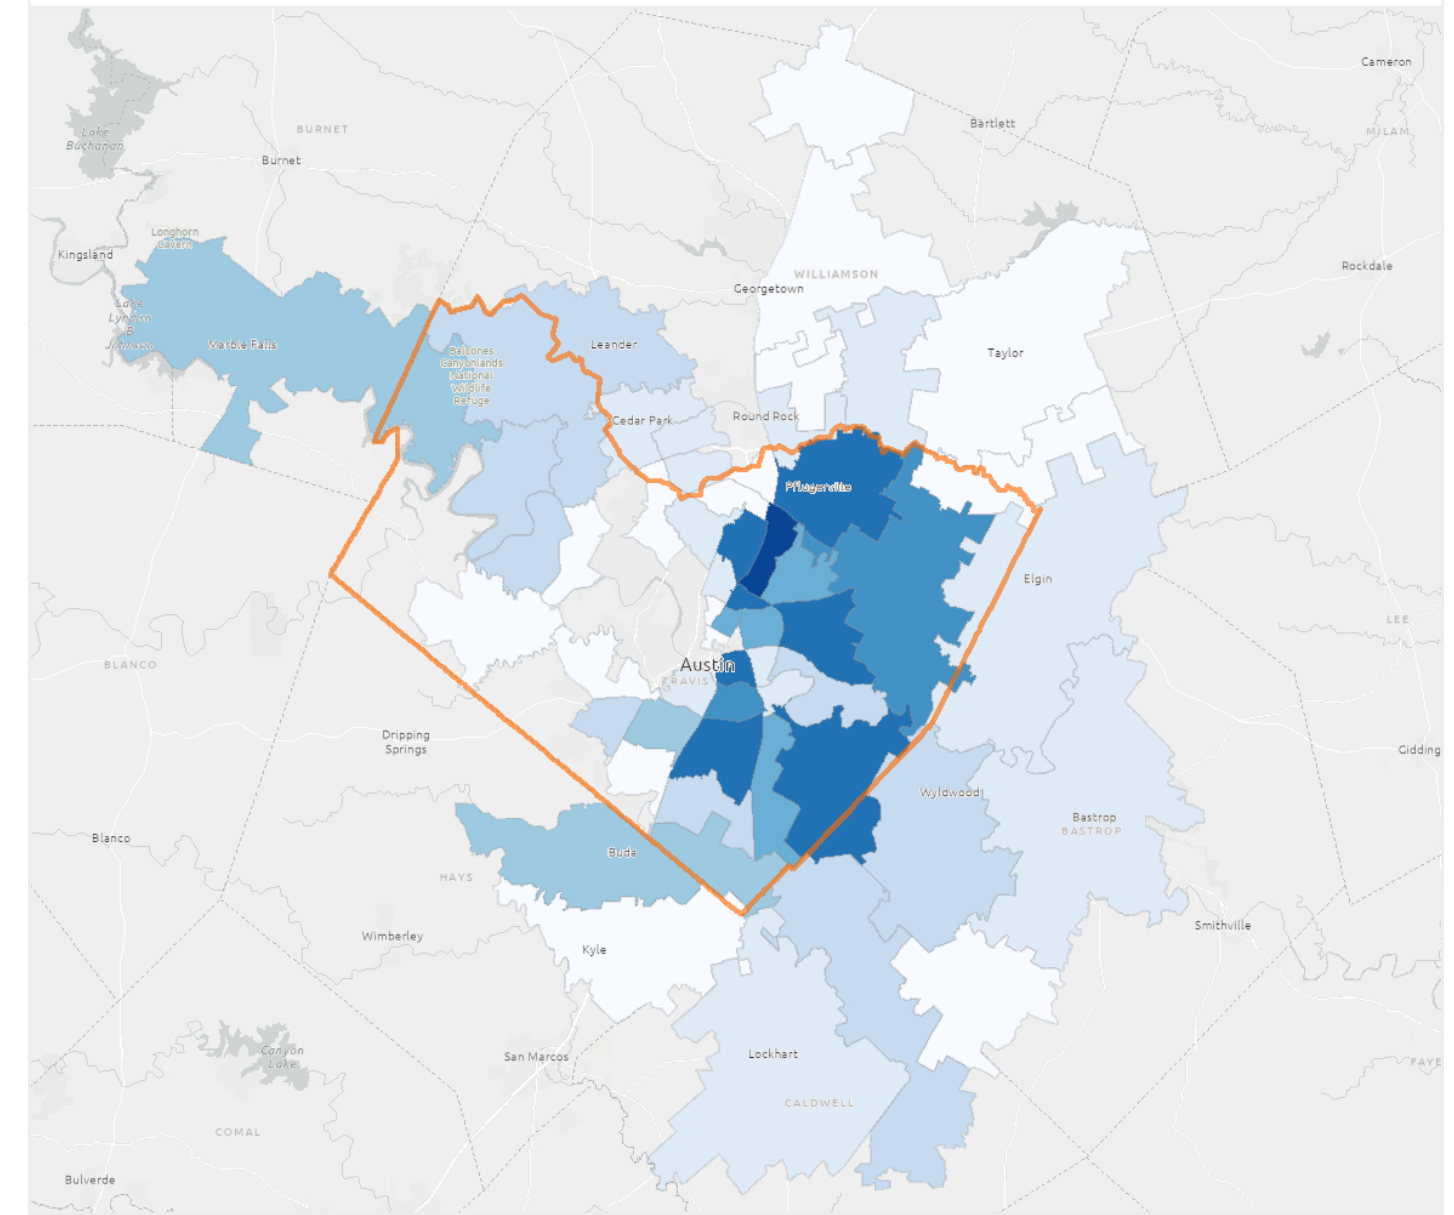 Cameron
Bartlett
BURNET
MILAM
Lake
Buchanan
Burnet
Longhorn
Cavern
Kingsland
Rockdale
WILLIAMSON
Georgetown
Lake
Lyndon
B
Johnson
Marble Falls
Leander
Taylor
Balcones
Canyonlands
National
Wildlife
Refuge
Cedar Park
Round Rock
Pflugerville
Elgin
LEE
BLANCO
Austin
TRAVIS
Dripping
Springs
Gidding
Wyldwood
Bastrop
BASTROP
Blanco
Buda
HAYS
Smithville
Wimberley
Kyle
Canyon
Lake
San Marcos
Lockhart
FAYE
CALDWELL
COMAL
Bulverde